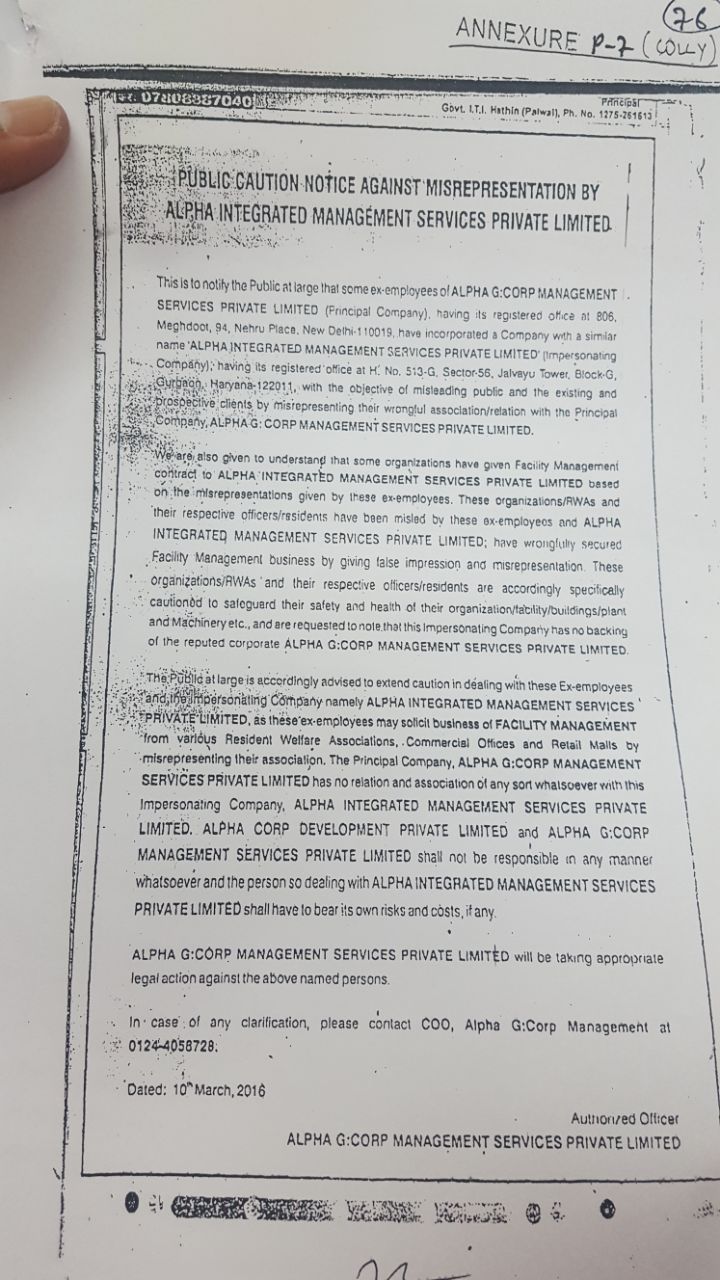 76
ANNEXURE P-7 (COLLY)
07808987040
Principal
Govt. I.T.I. Hathin (Palwal), Ph. No. 1275-261613
PUBLIC CAUTION NOTICE AGAINST MISREPRESENTATION BY
ALPHA INTEGRATED MANAGEMENT SERVICES PRIVATE LIMITED
This is to notify the Public at large that some ex-employees of ALPHA G:CORP MANAGEMENT
SERVICES PRIVATE LIMITED (Principal Company), having its registered office at 806,
Meghdoot, 94, Nehru Place, New Delhi-110019, have incorporated a Company with a similar
name 'ALPHA INTEGRATED MANAGEMENT SERVICES PRIVATE LIMITED' (Impersonating
Company); having its registered office at H. No. 513-G, Sector-56, Jalvayu Tower, Block-G,
Gurgaon, Haryana-122011, with the objective of misleading public and the existing and
prospective clients by misrepresenting their wrongful association/relation with the Principal
Company, ALPHA G: CORP MANAGEMENT SERVICES PRIVATE LIMITED.
We are also given to understand that some organizations have given Facility Management
contract to ALPHA INTEGRATED MANAGEMENT SERVICES PRIVATE LIMITED based
on the misrepresentations given by these ex-employees. These organizations/RWAs and
their respective officers/residents have been misled by these ex-employees and ALPHA
INTEGRATED MANAGEMENT SERVICES PRIVATE LIMITED; have wrongfully secured
Facility Management business by giving false impression and misrepresentation. These
organizations/RWAs and their respective officers/residents are accordingly specifically
cautioned to safeguard their safety and health of their organization/facility/buildings/plant
and Machinery etc., and are requested to note that this Impersonating Company has no backing
of the reputed corporate ALPHA G:CORP MANAGEMENT SERVICES PRIVATE LIMITED.
The Public at large is accordingly advised to extend caution in dealing with these Ex-employees
and the Impersonating Company namely ALPHA INTEGRATED MANAGEMENT SERVICES
PRIVATE LIMITED, as these ex-employees may solicit business of FACILITY MANAGEMENT
from various Resident Welfare Associations, Commercial Offices and Retail Malls by
misrepresenting their association. The Principal Company, ALPHA G:CORP MANAGEMENT
SERVICES PRIVATE LIMITED has no relation and association of any sort whatsoever with this
Impersonating Company, ALPHA INTEGRATED MANAGEMENT SERVICES PRIVATE
LIMITED. ALPHA CORP DEVELOPMENT PRIVATE LIMITED and ALPHA G:CORP
MANAGEMENT SERVICES PRIVATE LIMITED shall not be responsible in any manner
whatsoever and the person so dealing with ALPHA INTEGRATED MANAGEMENT SERVICES
PRIVATE LIMITED shall have to bear its own risks and costs, if any.
ALPHA G:CORP MANAGEMENT SERVICES PRIVATE LIMITED will be taking appropriate
legal action against the above named persons.
In case of any clarification, please contact COO, Alpha G:Corp Management at
0124-4058728.
Dated: 10th March, 2016
Authorized Officer
ALPHA G:CORP MANAGEMENT SERVICES PRIVATE LIMITED